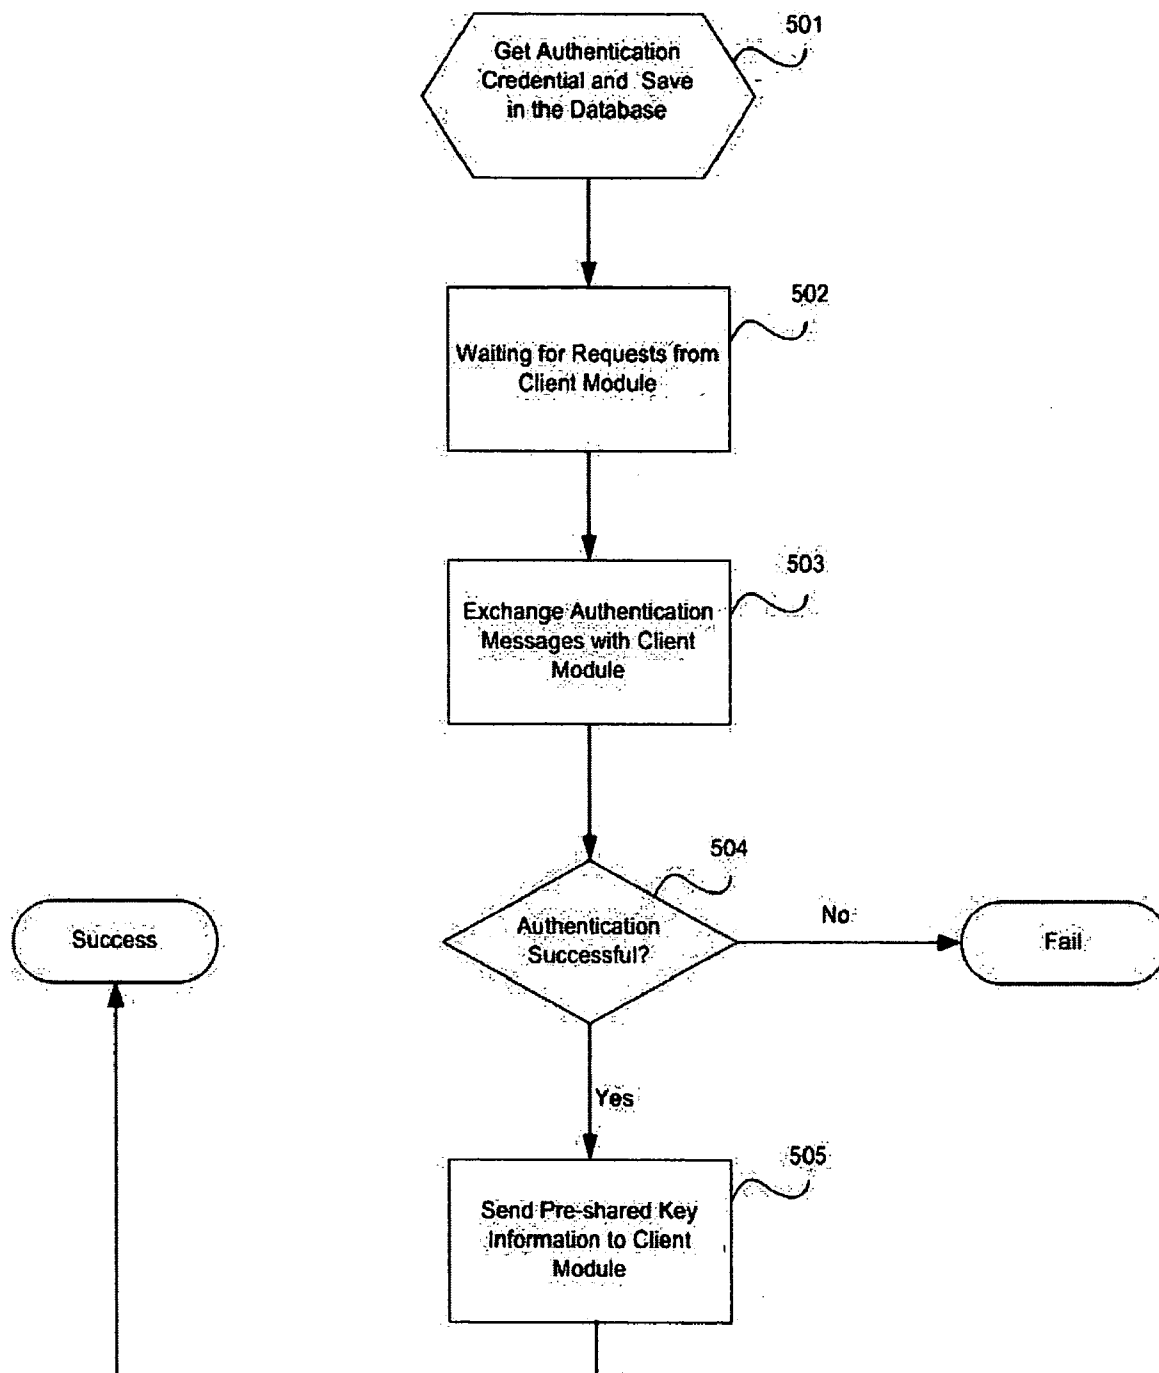 501
Get Authentication
Credential and Save
in the Database
502
Waiting for Requests from
Client Module
503
Exchange Authentication
Messages with Client
Module
504
Authentication
Successful?
No
Fail
Success
Yes
505
Send Pre-shared Key
Information to Client
Module